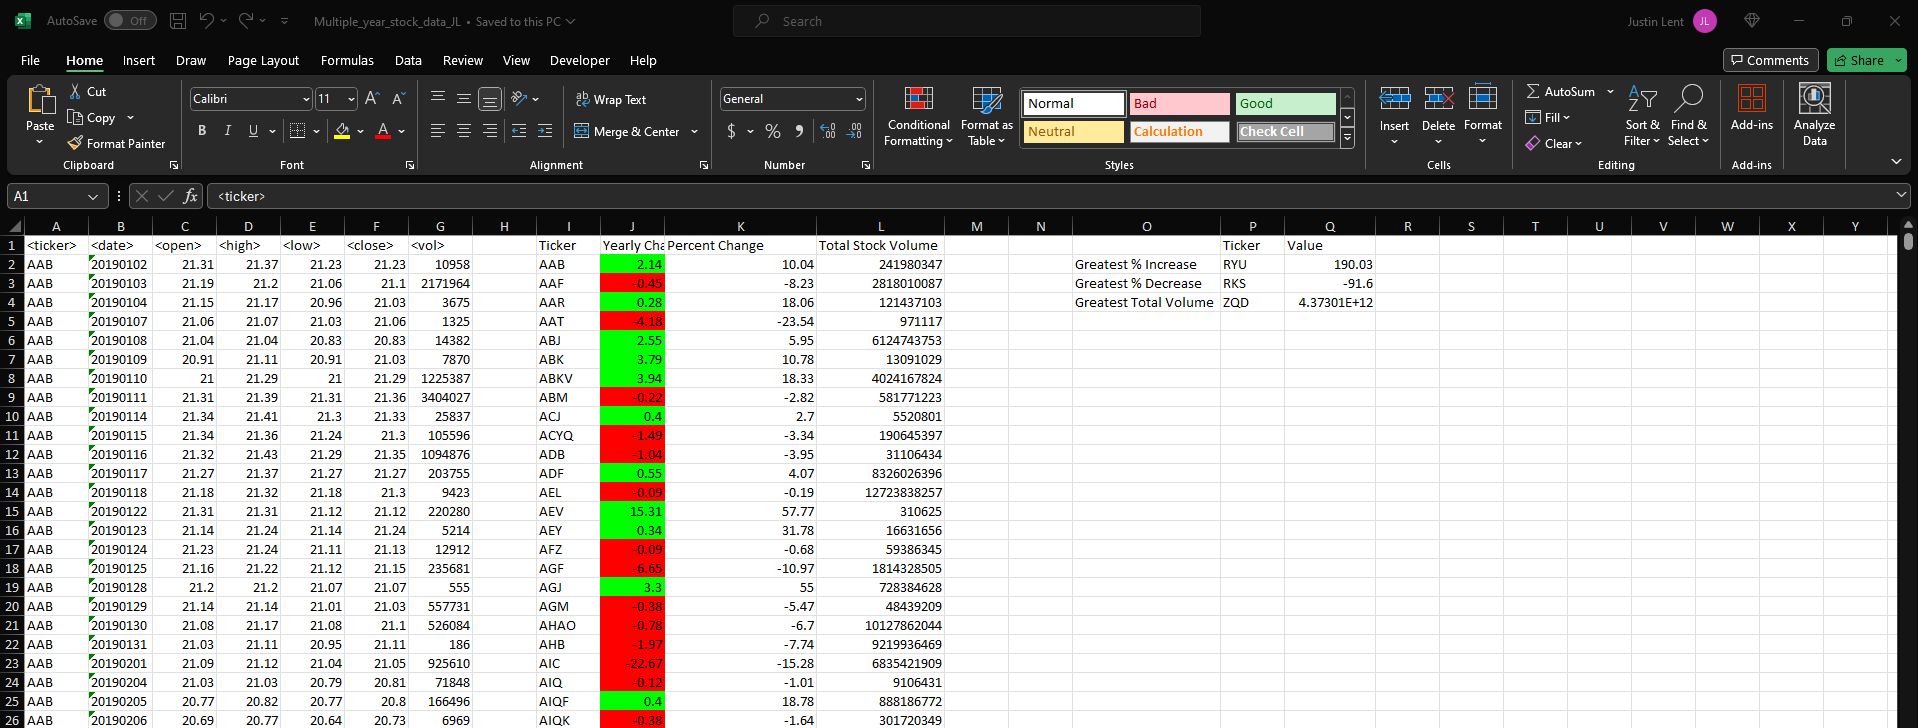 AutoSave Off Multiple_year_stock_data_JL • Saved to this PC Search Justin Lent JL
File Home Insert Draw Page Layout Formulas Data Review View Developer Help Comments Share
Paste Cut Copy Format Painter Clipboard
Calibri 11 B I U A Font
Wrap Text Merge & Center Alignment
General $ % Number
Conditional Formatting Format as Table Normal Bad Good Neutral Calculation Check Cell Styles
Insert Delete Format Cells
AutoSum Fill Clear Sort & Filter Find & Select Editing
Add-ins Add-ins
Analyze Data
A1 fx <ticker>
A B C D E F G H I J K L M N O P Q R S T U V W X Y
1 <ticker> <date> <open> <high> <low> <close> <vol> Ticker Yearly Cha Percent Change Total Stock Volume Ticker Value
2 AAB 20190102 21.31 21.37 21.23 21.23 10958 AAB 2.14 10.04 241980347 Greatest % Increase RYU 190.03
3 AAB 20190103 21.19 21.2 21.06 21.1 2171964 AAF -0.45 -8.23 2818010087 Greatest % Decrease RKS -91.6
4 AAB 20190104 21.15 21.17 20.96 21.03 3675 AAR 0.28 18.06 121437103 Greatest Total Volume ZQD 4.37301E+12
5 AAB 20190107 21.06 21.07 21.03 21.06 1325 AAT -4.18 -23.54 971117
6 AAB 20190108 21.04 21.04 20.83 20.83 14382 ABJ 2.55 5.95 6124743753
7 AAB 20190109 20.91 21.11 20.91 21.03 7870 ABK 3.79 10.78 13091029
8 AAB 20190110 21 21.29 21 21.29 1225387 ABKV 3.94 18.33 4024167824
9 AAB 20190111 21.31 21.39 21.31 21.36 3404027 ABM -0.22 -2.82 581771223
10 AAB 20190114 21.34 21.41 21.3 21.33 25837 ACJ 0.4 2.7 5520801
11 AAB 20190115 21.34 21.36 21.24 21.3 105596 ACYQ -1.49 -3.34 190645397
12 AAB 20190116 21.32 21.43 21.29 21.35 1094876 ADB -1.04 -3.95 31106434
13 AAB 20190117 21.27 21.37 21.27 21.27 203755 ADF 0.55 4.07 8326026396
14 AAB 20190118 21.18 21.32 21.18 21.3 9423 AEL -0.09 -0.19 12723838257
15 AAB 20190122 21.31 21.31 21.12 21.12 220280 AEV 15.31 57.77 310625
16 AAB 20190123 21.14 21.24 21.14 21.24 5214 AEY 0.34 31.78 16631656
17 AAB 20190124 21.23 21.24 21.11 21.13 12912 AFZ -0.09 -0.68 59386345
18 AAB 20190125 21.16 21.22 21.12 21.15 235681 AGF -6.65 -10.97 1814328505
19 AAB 20190128 21.2 21.2 21.07 21.07 555 AGJ 3.3 55 728384628
20 AAB 20190129 21.14 21.14 21.01 21.03 557731 AGM -0.38 -5.47 48439209
21 AAB 20190130 21.08 21.17 21.08 21.1 526084 AHAO -0.78 -6.7 10127862044
22 AAB 20190131 21.03 21.11 20.95 21.11 186 AHB -1.97 -7.74 9219936469
23 AAB 20190201 21.09 21.12 21.04 21.05 925610 AIC -22.67 -15.28 6835421909
24 AAB 20190204 21.03 21.03 20.79 20.81 71848 AIQ -0.12 -1.01 9106431
25 AAB 20190205 20.77 20.82 20.77 20.8 166496 AIQF 0.4 18.78 888186772
26 AAB 20190206 20.69 20.77 20.64 20.73 6969 AIQK -0.38 -1.64 301720349